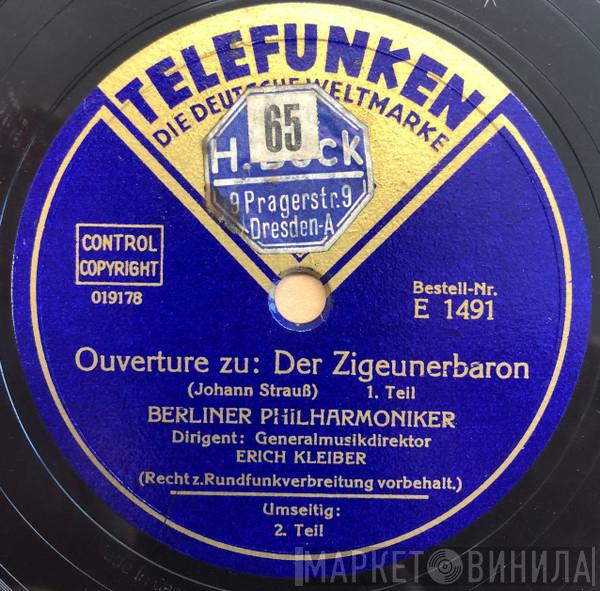 TELEFUNKEN
DIE DEUTSCHE WELTMARKE
65
9 Pragerstr. 9
Dresden-A
CONTROL
COPYRIGHT
019178
Bestell-Nr.
E 1491
Ouverture zu: Der Zigeunerbaron
(Johann Strauß) 1. Teil
BERLINER PHILHARMONIKER
Dirigent: Generalmusikdirektor
ERICH KLEIBER
(Recht z. Rundfunkverbreitung vorbehalt.)
Umseitig:
2. Teil
МАРКЕТ ВИНИЛА